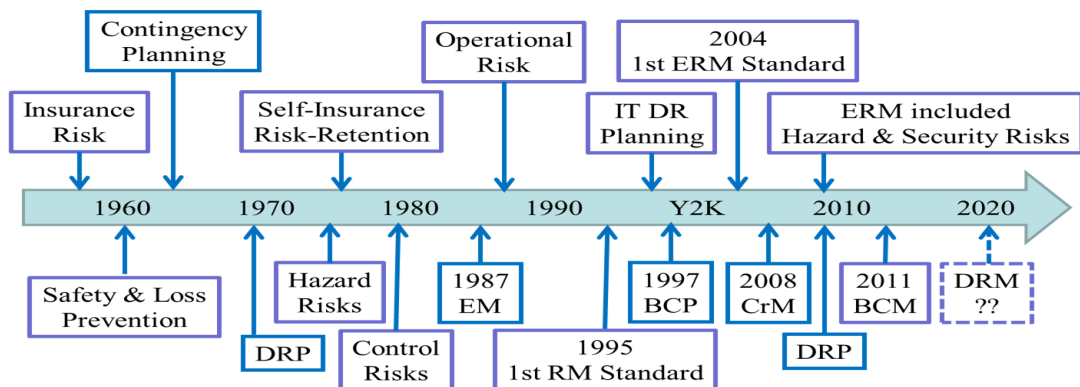 Contingency
Planning
Operational
Risk
2004
1st ERM Standard
Insurance
Risk
Self-Insurance
Risk-Retention
IT DR
Planning
ERM included
Hazard & Security Risks
1960
1970
1980
1990
Y2K
2010
2020
Safety & Loss
Prevention
DRP
Hazard
Risks
Control
Risks
1987
EM
1995
1st RM Standard
1997
BCP
2008
CrM
DRP
2011
BCM
DRM
??